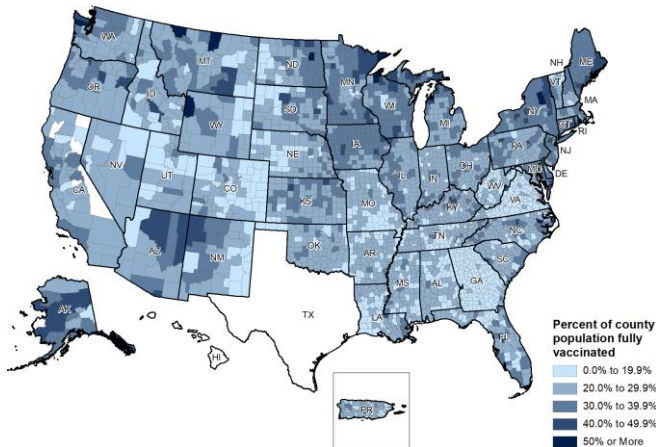 WA
MT
ND
MN
ME
NH
VT
OR
ID
SD
WI
MA
NY
WY
MI
CT
RI
IA
PA
NE
NJ
NV
OH
UT
IL
IN
MD
DE
CA
CO
WV
VA
KS
MO
KY
NC
TN
AZ
NM
OK
AR
SC
MS
AL
GA
AK
TX
LA
HI
FL
PR
Percent of county
population fully
vaccinated
0.0% to 19.9%
20.0% to 29.9%
30.0% to 39.9%
40.0% to 49.9%
50% or More